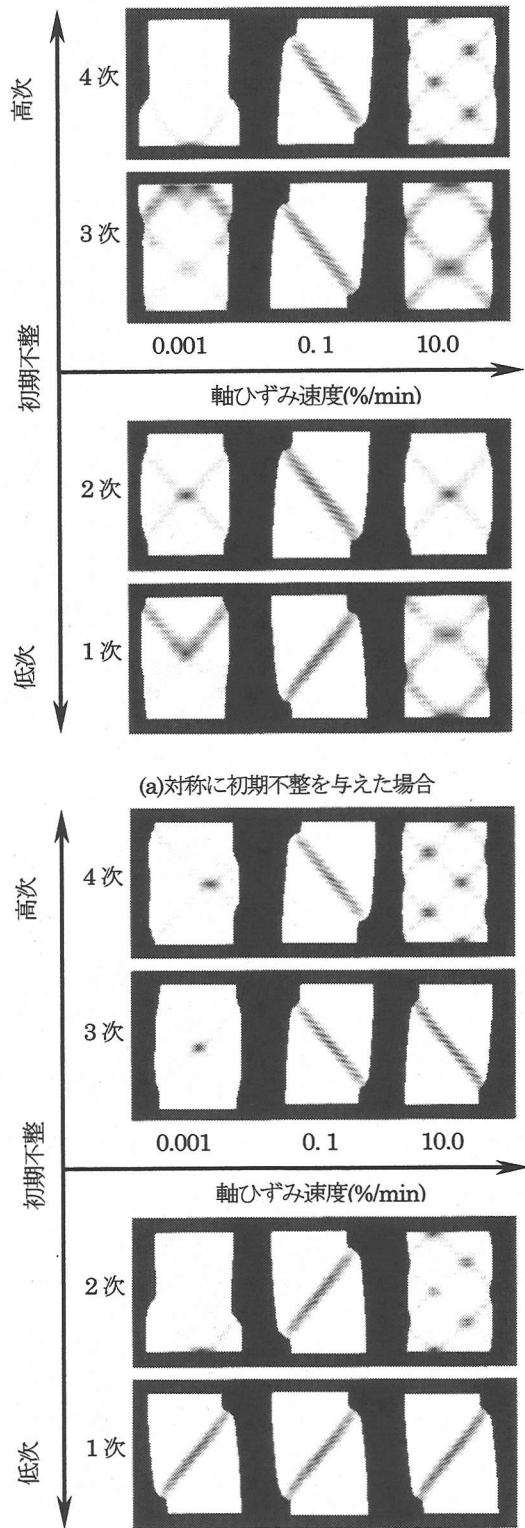 高次
4次
3次
初期不整
0.001 0.1 10.0
軸ひずみ速度(%/min)
2次
低次
1次
(a)対称に初期不整を与えた場合
高次
4次
3次
初期不整
0.001 0.1 10.0
軸ひずみ速度(%/min)
2次
低次
1次